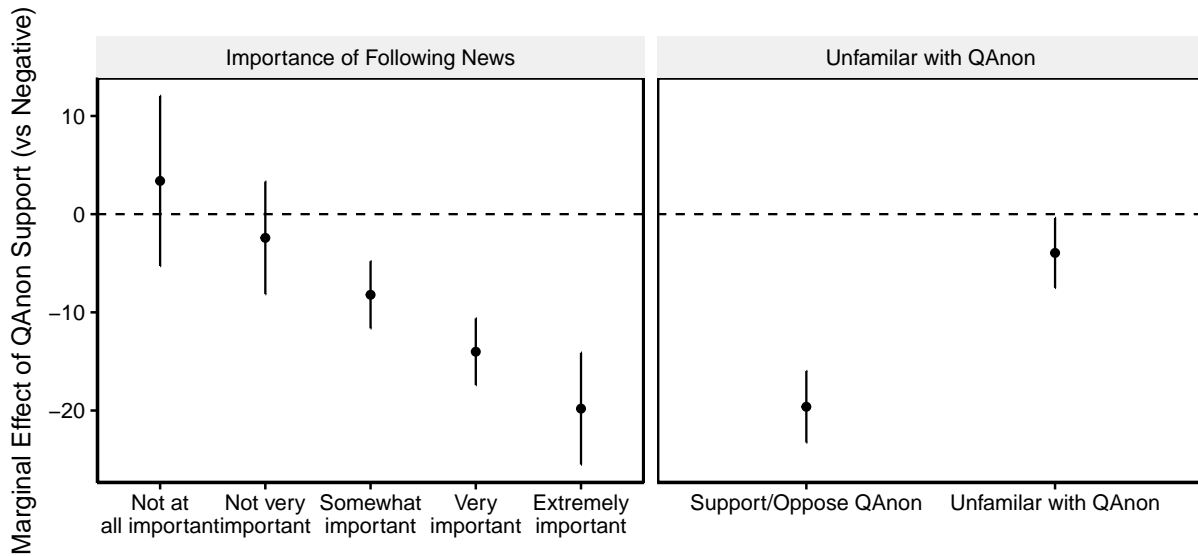 Marginal Effect of QAnon Support (vs Negative)
Importance of Following News
Unfamilar with QAnon
10
0
−10
−20
Not at
all important
Not very
important
Somewhat
important
Very
important
Extremely
important
Support/Oppose QAnon
Unfamilar with QAnon